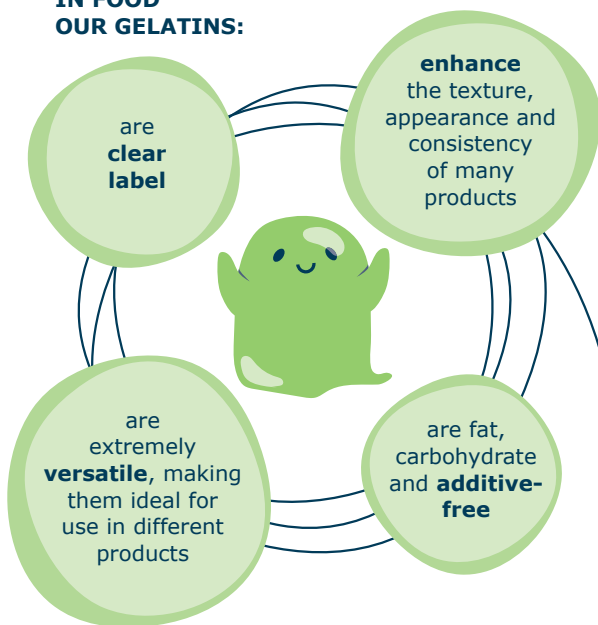 IN FOOD
OUR GELATINS:
are
clear
label
enhance
the texture,
appearance and
consistency
of many
products
are
extremely
versatile, making
them ideal for
use in different
products
are fat,
carbohydrate
and additive-
free